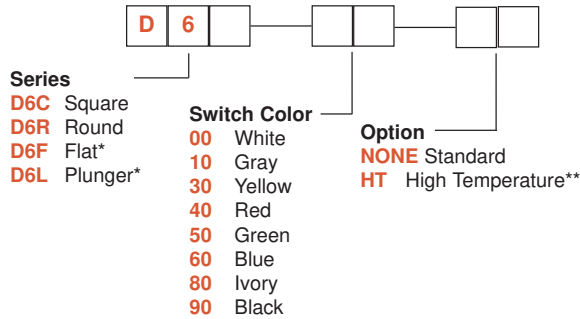 D 6
Series
D6C Square
D6R Round
D6F Flat*
D6L Plunger*
Switch Color
00 White
10 Gray
30 Yellow
40 Red
50 Green
60 Blue
80 Ivory
90 Black
Option
NONE Standard
HT High Temperature**